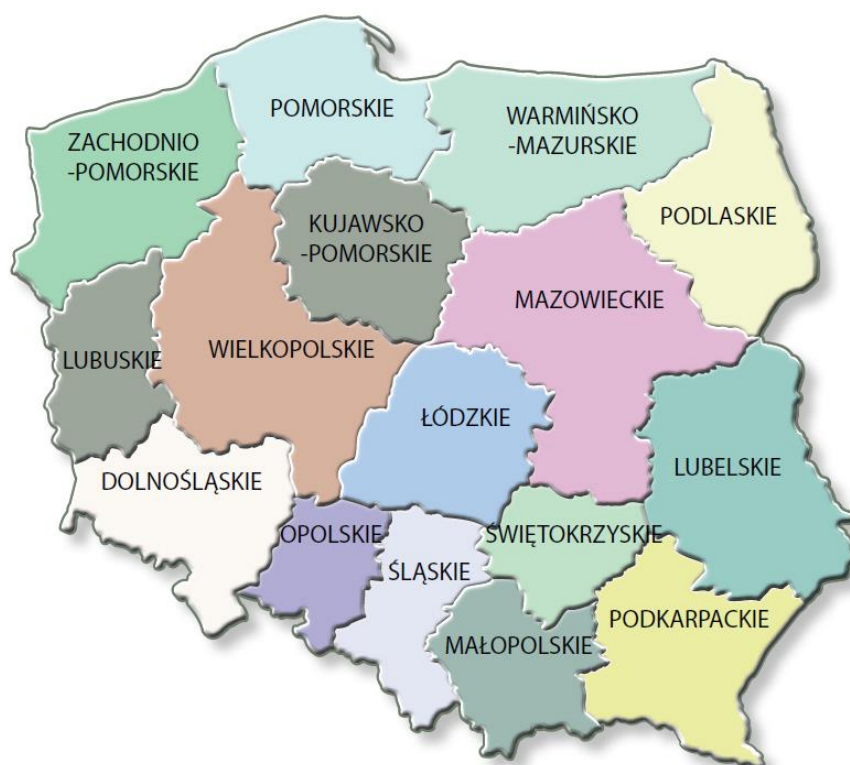 POMORSKIE
WARMIŃSKO
-MAZURSKIE
ZACHODNIO
-POMORSKIE
KUJAWSKO
-POMORSKIE
PODLASKIE
MAZOWIECKIE
LUBUSKIE
WIELKOPOLSKIE
ŁÓDZKIE
LUBELSKIE
DOLNOŚLĄSKIE
OPOLSKIE
ŚWIĘTOKRZYSKIE
ŚLĄSKIE
PODKARPACKIE
MAŁOPOLSKIE